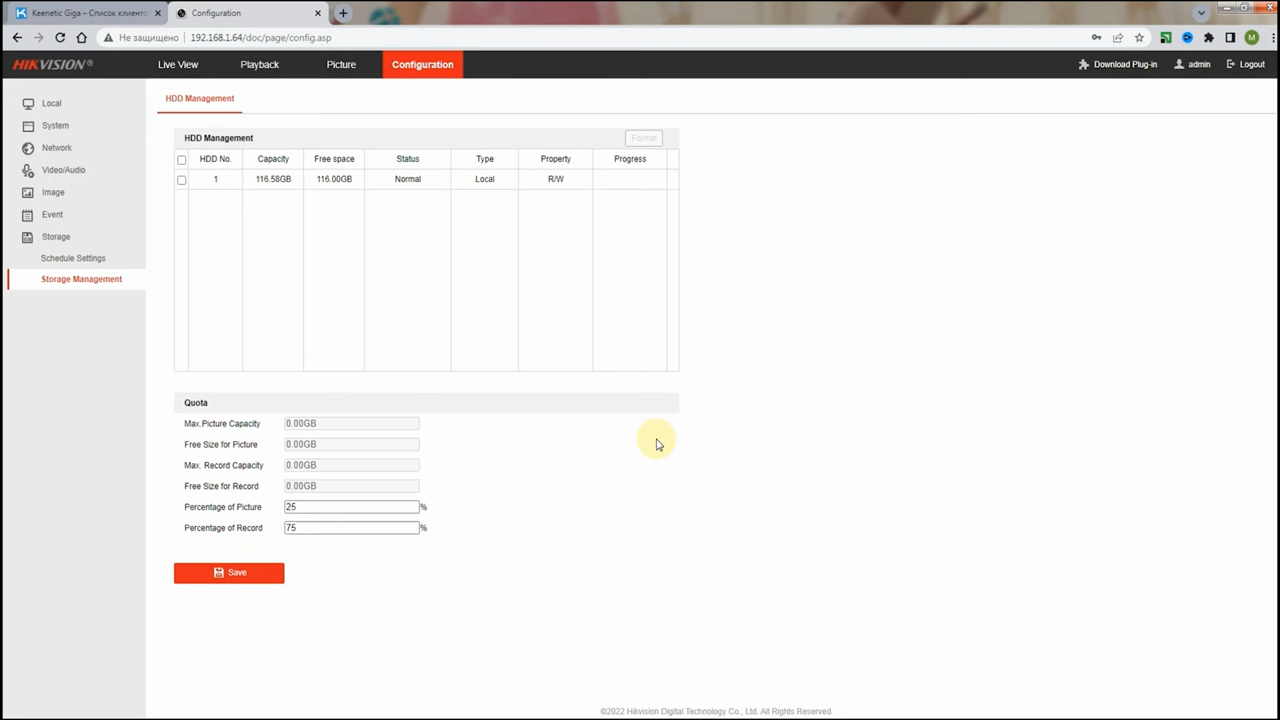 Keenetic Giga – Список клиент
Configuration
Не защищено
192.168.1.64/doc/page/config.asp
M
HIKVISION®
Live View
Playback
Picture
Configuration
Download Plug-in
admin
Logout
Local
System
Network
Video/Audio
Image
Event
Storage
Schedule Settings
Storage Management
HDD Management
HDD Management
Format
HDD No. Capacity Free space Status Type Property Progress
1 116.58GB 116.00GB Normal Local R/W
Quota
Max.Picture Capacity 0.00GB
Free Size for Picture 0.00GB
Max. Record Capacity 0.00GB
Free Size for Record 0.00GB
Percentage of Picture 25 %
Percentage of Record 75 %
Save
©2022 Hikvision Digital Technology Co., Ltd. All Rights Reserved.